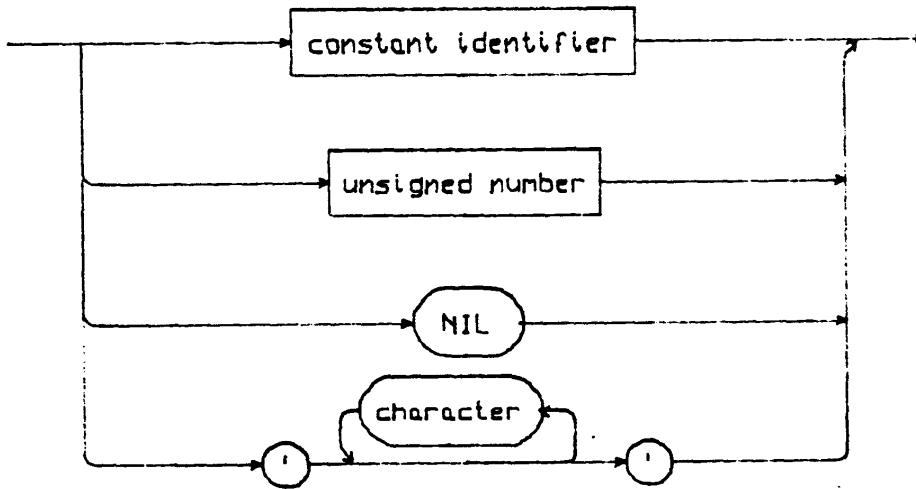 constant identifier
unsigned number
NIL
character
' '